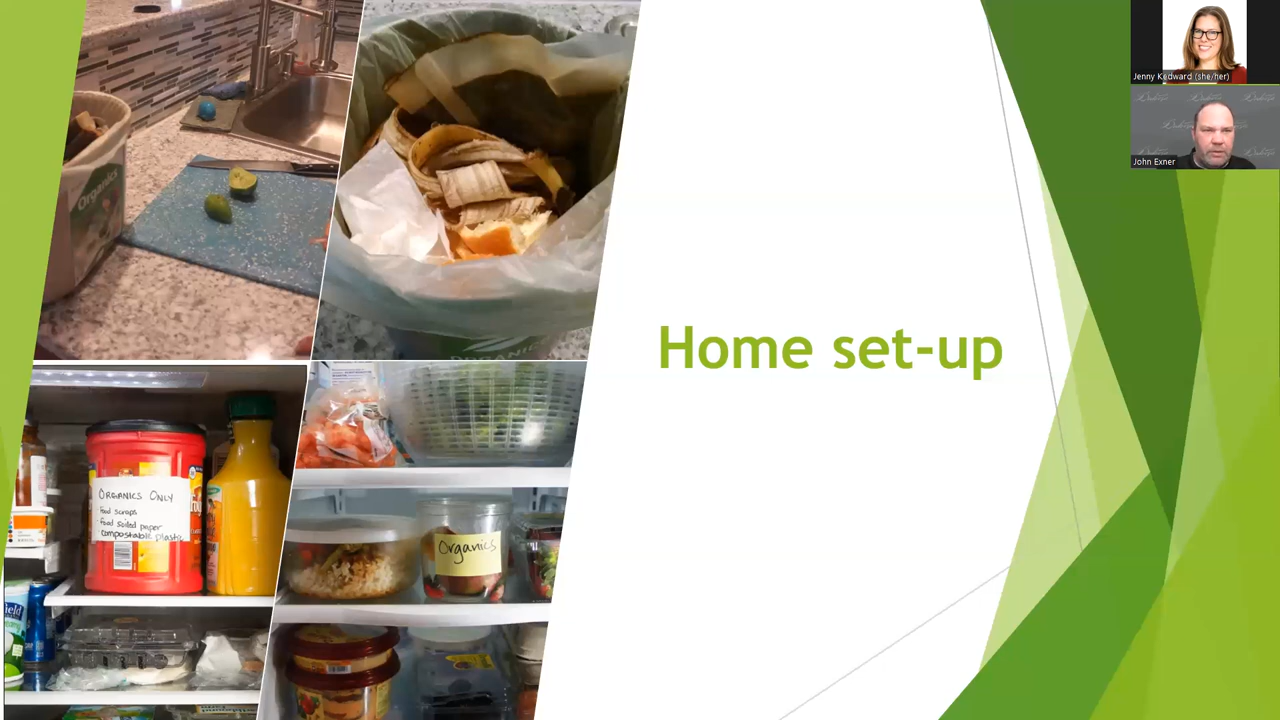 Home set-up
Jenny Kedward (she/her)
John Exner
Organics
ORGANICS ONLY
Food scraps
food soiled paper
compostable plastic
Organics